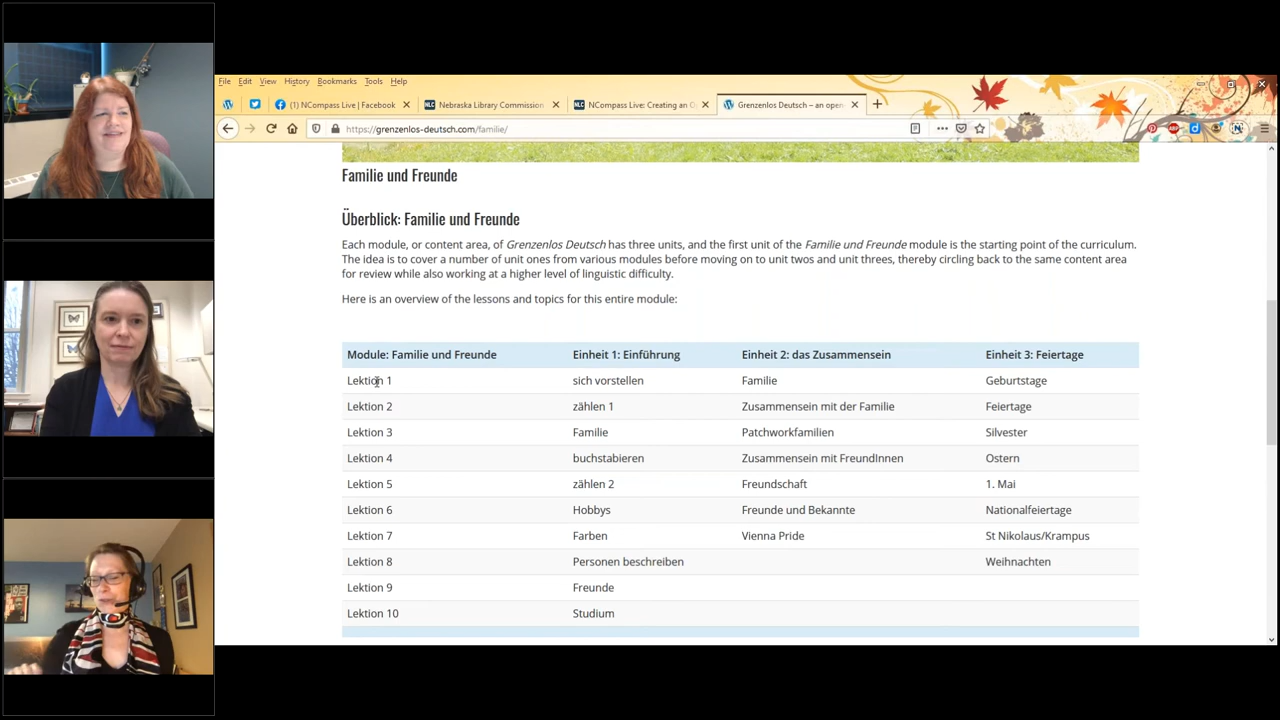 File Edit View History Bookmarks Tools Help
(1) NCompass Live | Facebook
Nebraska Library Commission
NCompass Live: Creating an O
Grenzenlos Deutsch – an open
https://grenzenlos-deutsch.com/familie/
Familie und Freunde
Überblick: Familie und Freunde
Each module, or content area, of Grenzenlos Deutsch has three units, and the first unit of the Familie und Freunde module is the starting point of the curriculum.
The idea is to cover a number of unit ones from various modules before moving on to unit twos and unit threes, thereby circling back to the same content area
for review while also working at a higher level of linguistic difficulty.
Here is an overview of the lessons and topics for this entire module:
Module: Familie und Freunde Einheit 1: Einführung Einheit 2: das Zusammensein Einheit 3: Feiertage
Lektion 1 sich vorstellen Familie Geburtstage
Lektion 2 zählen 1 Zusammensein mit der Familie Feiertage
Lektion 3 Familie Patchworkfamilien Silvester
Lektion 4 buchstabieren Zusammensein mit FreundInnen Ostern
Lektion 5 zählen 2 Freundschaft 1. Mai
Lektion 6 Hobbys Freunde und Bekannte Nationalfeiertage
Lektion 7 Farben Vienna Pride St Nikolaus/Krampus
Lektion 8 Personen beschreiben Weihnachten
Lektion 9 Freunde
Lektion 10 Studium